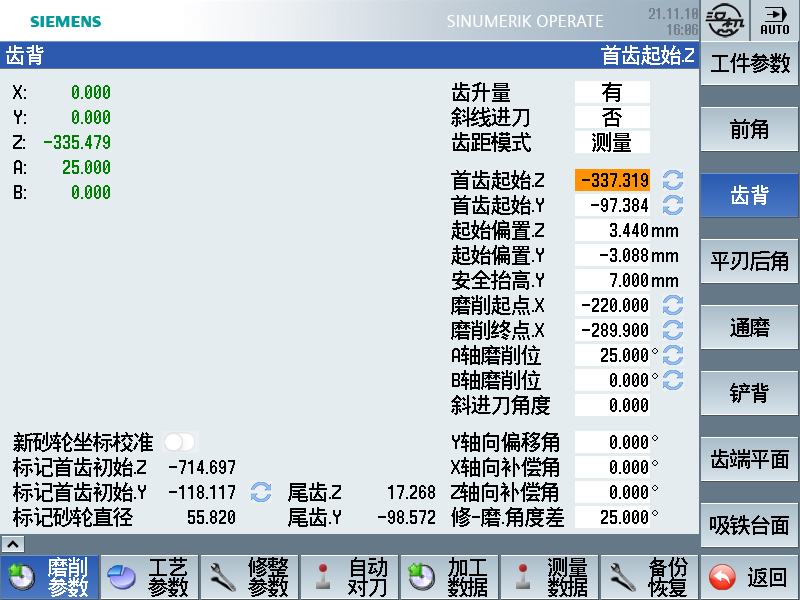 SIEMENS
SINUMERIK OPERATE
21.11.10
16:06
AUTO
齿背
首齿起始.Z
工件参数
X: 0.000
Y: 0.000
Z: -335.479
A: 25.000
B: 0.000
齿升量 有
斜线进刀 否
齿距模式 测量
首齿起始.Z -337.319
首齿起始.Y -97.384
起始偏置.Z 3.440 mm
起始偏置.Y -3.088 mm
安全抬高.Y 7.000 mm
磨削起点.X -220.000
磨削终点.X -289.900
A轴磨削位 25.000 °
B轴磨削位 0.000 °
斜进刀角度 0.000
Y轴向偏移角 0.000 °
X轴向补偿角 0.000 °
Z轴向补偿角 0.000 °
修-磨.角度差 25.000 °
新砂轮坐标校准
标记首齿初始.Z -714.697
标记首齿初始.Y -118.117 尾齿.Z 17.268
标记砂轮直径 55.820 尾齿.Y -98.572
前角
齿背
平刃后角
通磨
铲背
齿端平面
吸铁台面
返回
磨削
参数
工艺
参数
修整
参数
自动
对刀
加工
数据
测量
数据
备份
恢复